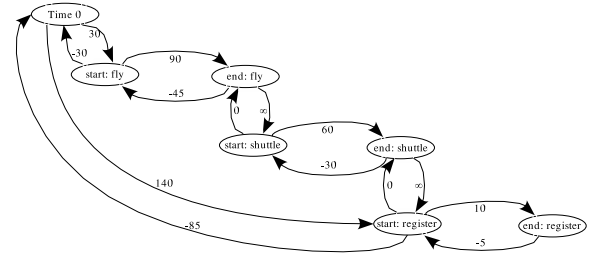 Time 0
30
-30
start: fly
90
end: fly
-45
0
∞
60
start: shuttle
end: shuttle
-30
140
0
∞
-85
start: register
10
end: register
-5